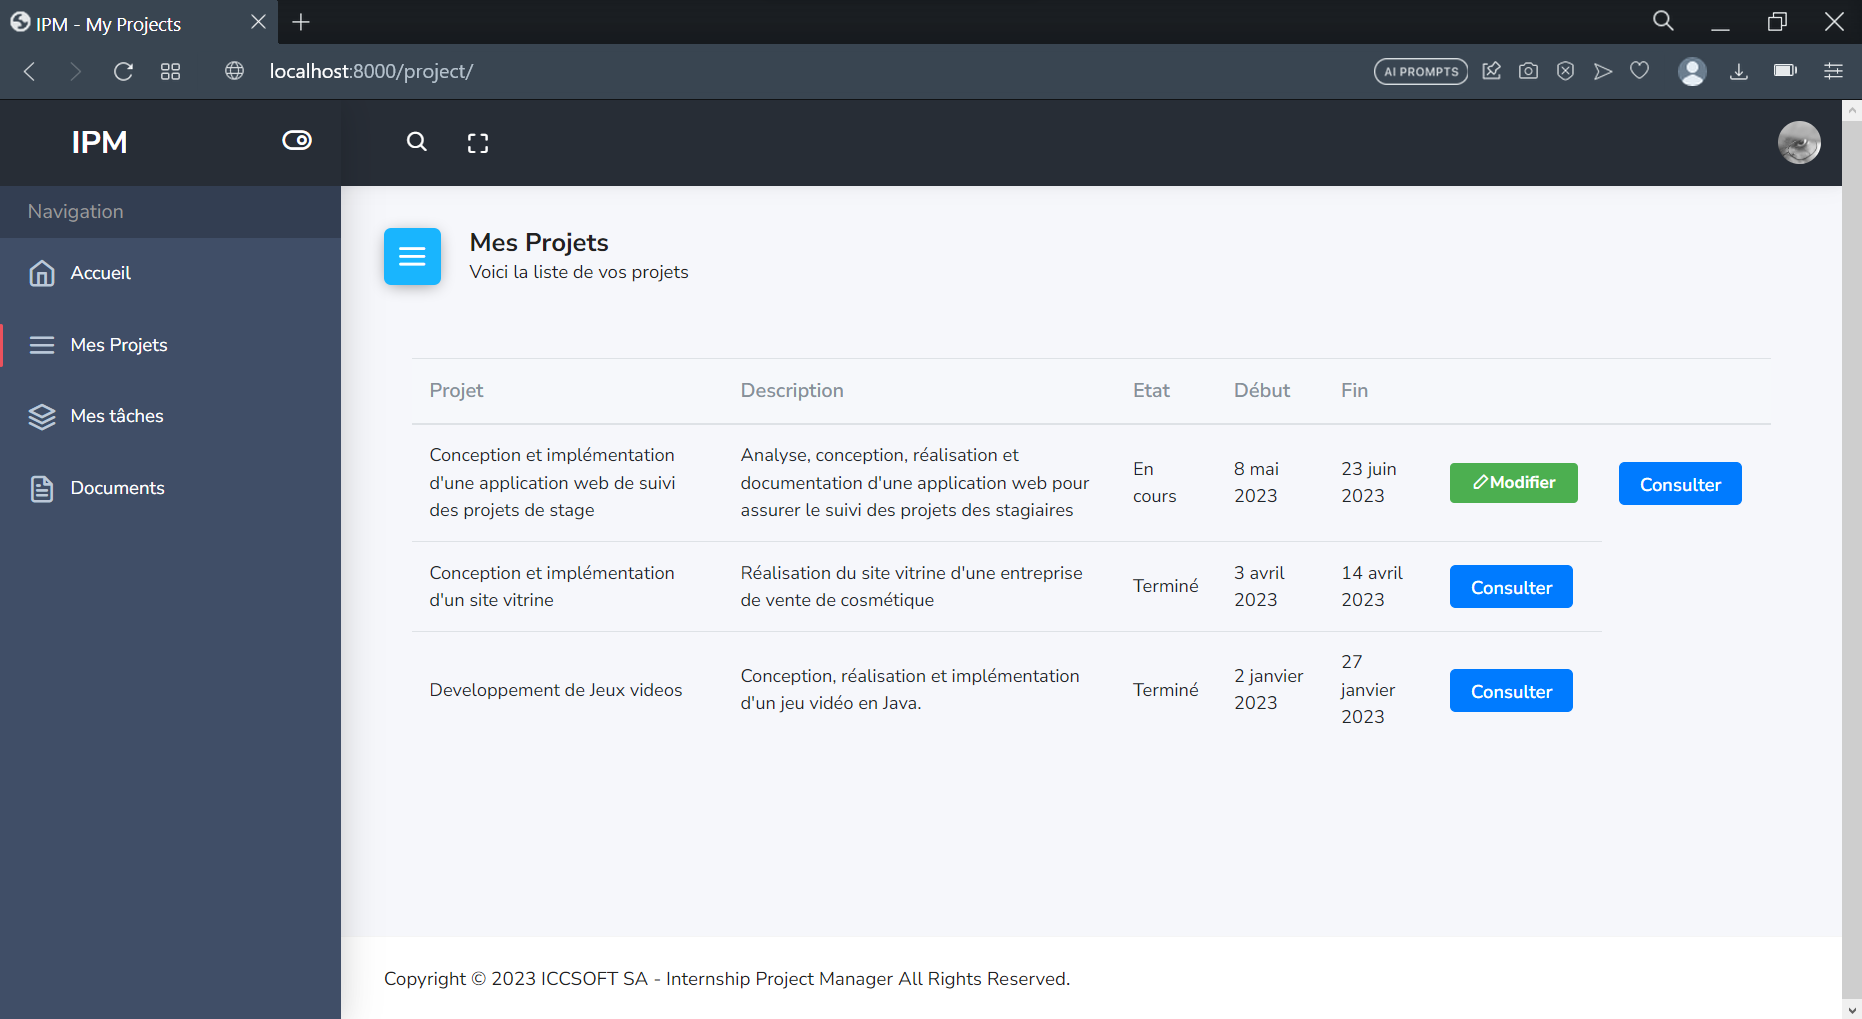 IPM - My Projects
localhost:8000/project/
AI PROMPTS
IPM
Navigation
Accueil
Mes Projets
Mes tâches
Documents
Mes Projets
Voici la liste de vos projets
Projet Description Etat Début Fin
Conception et implémentation
d'une application web de suivi
des projets de stage
Analyse, conception, réalisation et
documentation d'une application web pour
assurer le suivi des projets des stagiaires
En
cours
8 mai
2023
23 juin
2023
Modifier
Consulter
Conception et implémentation
d'un site vitrine
Réalisation du site vitrine d'une entreprise
de vente de cosmétique
Terminé
3 avril
2023
14 avril
2023
Consulter
Developpement de Jeux videos
Conception, réalisation et implémentation
d'un jeu vidéo en Java.
Terminé
2 janvier
2023
27
janvier
2023
Consulter
Copyright © 2023 ICCSOFT SA - Internship Project Manager All Rights Reserved.